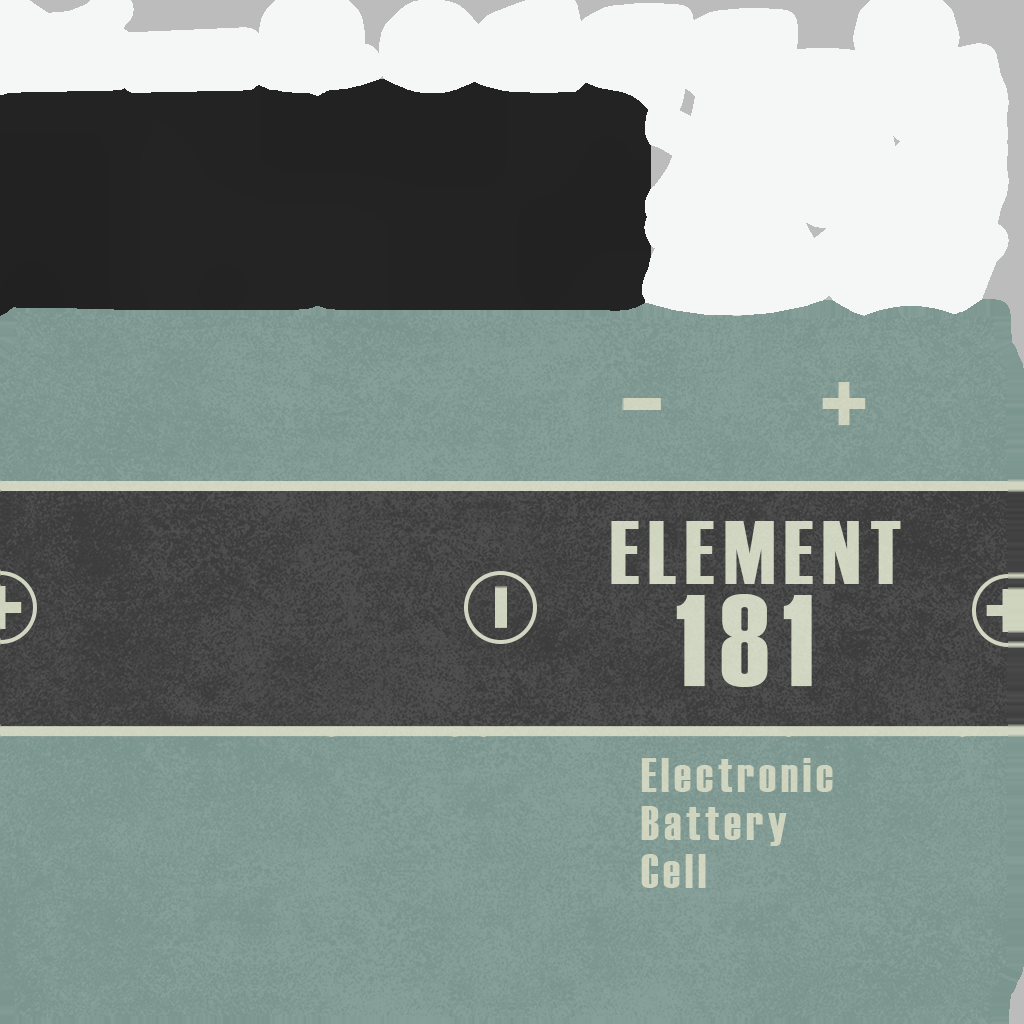 − +
ELEMENT
181
Electronic
Battery
Cell